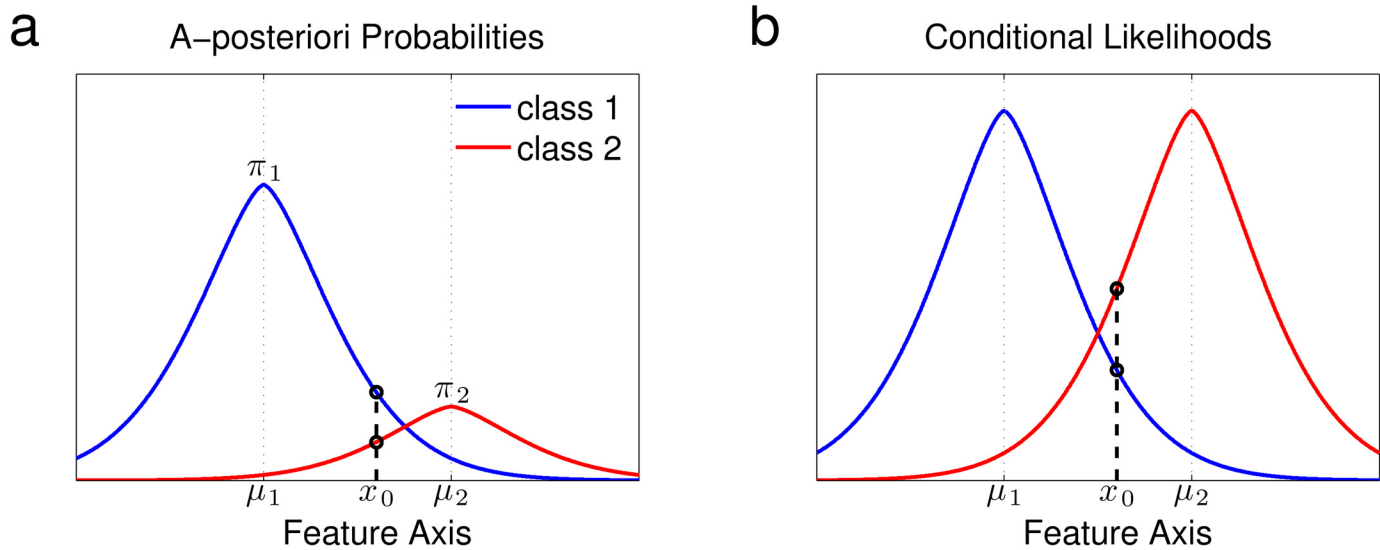 a
A−posteriori Probabilities
class 1
class 2
π1
π2
μ1
x0
μ2
Feature Axis
b
Conditional Likelihoods
μ1
x0
μ2
Feature Axis